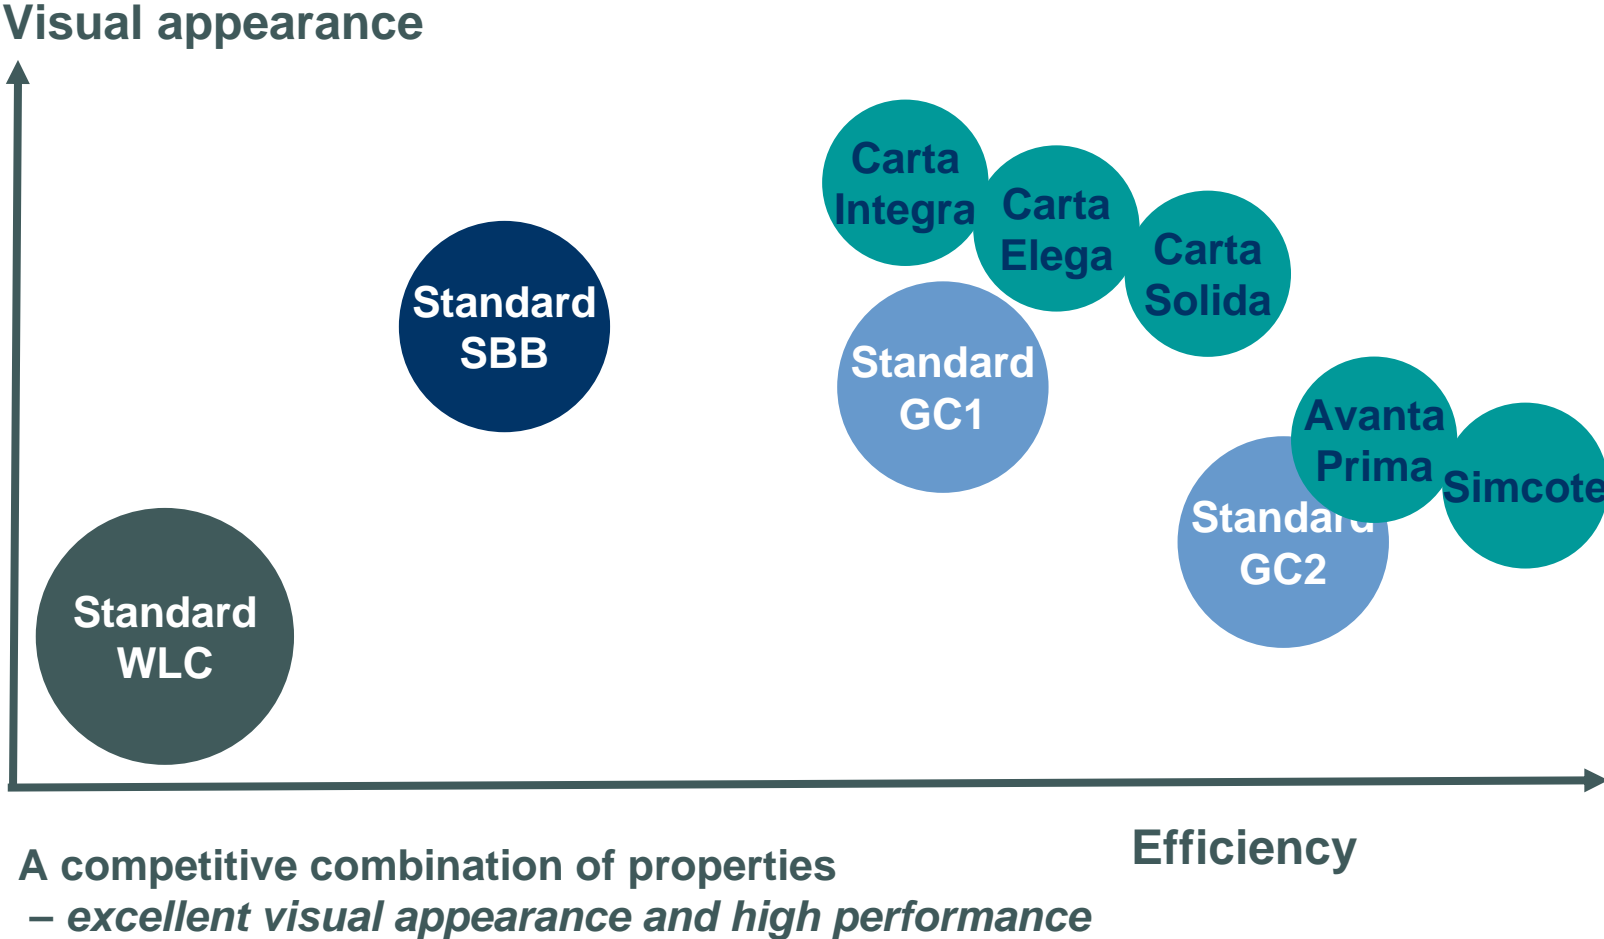 Visual appearance
Carta
Integra
Carta
Elega
Carta
Solida
Standard
SBB
Standard
GC1
Avanta
Prima
Simcote
Standard
GC2
Standard
WLC
Efficiency
A competitive combination of properties
– excellent visual appearance and high performance